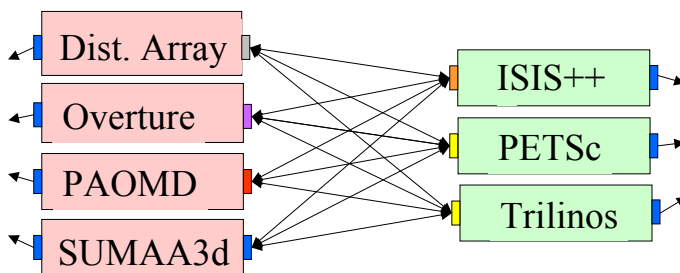 Dist. Array
Overture
PAOMD
SUMAA3d
ISIS++
PETSc
Trilinos